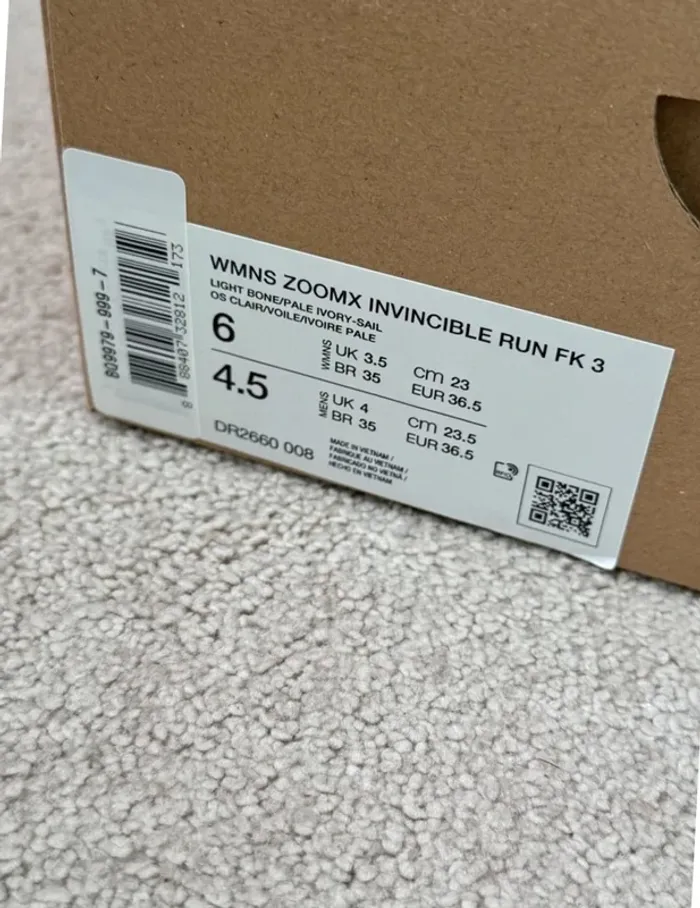 WMNS ZOOMX INVINCIBLE RUN FK 3
LIGHT BONE/PALE IVORY-SAIL
OS CLAIR/VOILE/IVOIRE PALE
6 WMNS UK 3.5 CM 23
BR 35 EUR 36.5
4.5 MENS UK 4 CM 23.5
BR 35 EUR 36.5
DR2660 008
MADE IN VIETNAM /
FABRIQUE AU VIETNAM /
FABRICADO NO VIETNÃ /
HECHO EN VIETNAM
809979-999-7
88407 32812 173
8